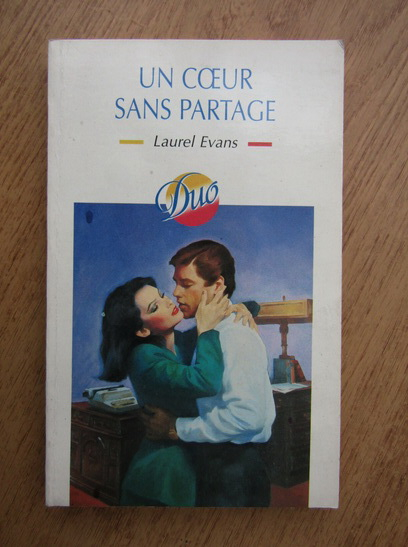 UN CŒUR
SANS PARTAGE
Laurel Evans
Duo